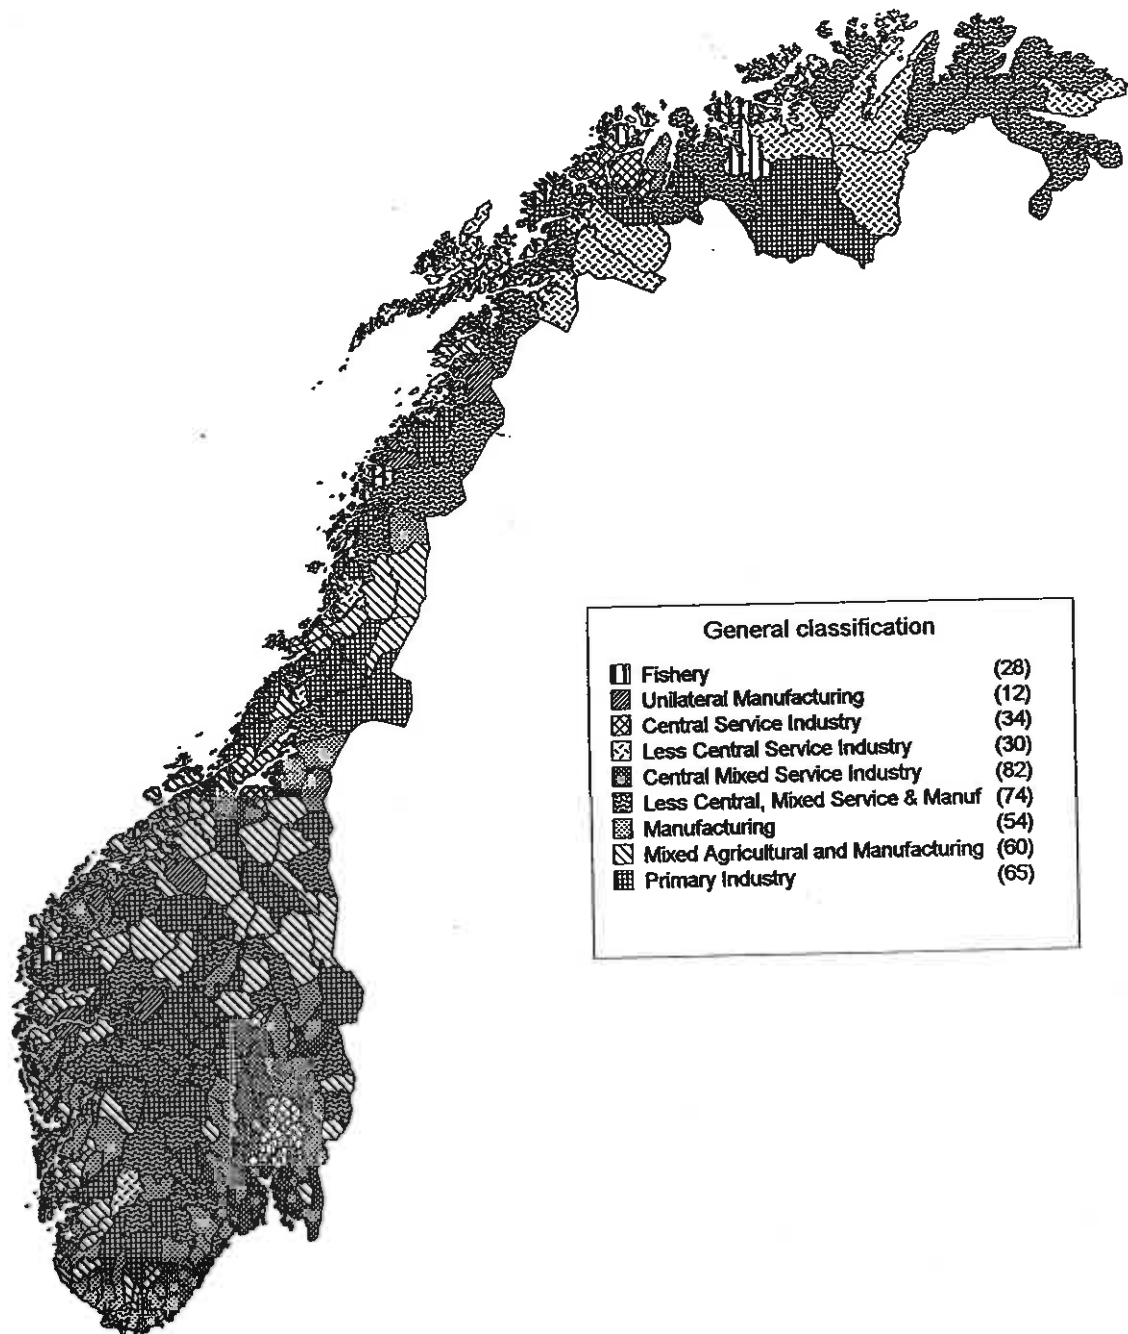 General classification
Fishery (28)
Unilateral Manufacturing (12)
Central Service Industry (34)
Less Central Service Industry (30)
Central Mixed Service Industry (82)
Less Central, Mixed Service & Manuf (74)
Manufacturing (54)
Mixed Agricultural and Manufacturing (60)
Primary Industry (65)